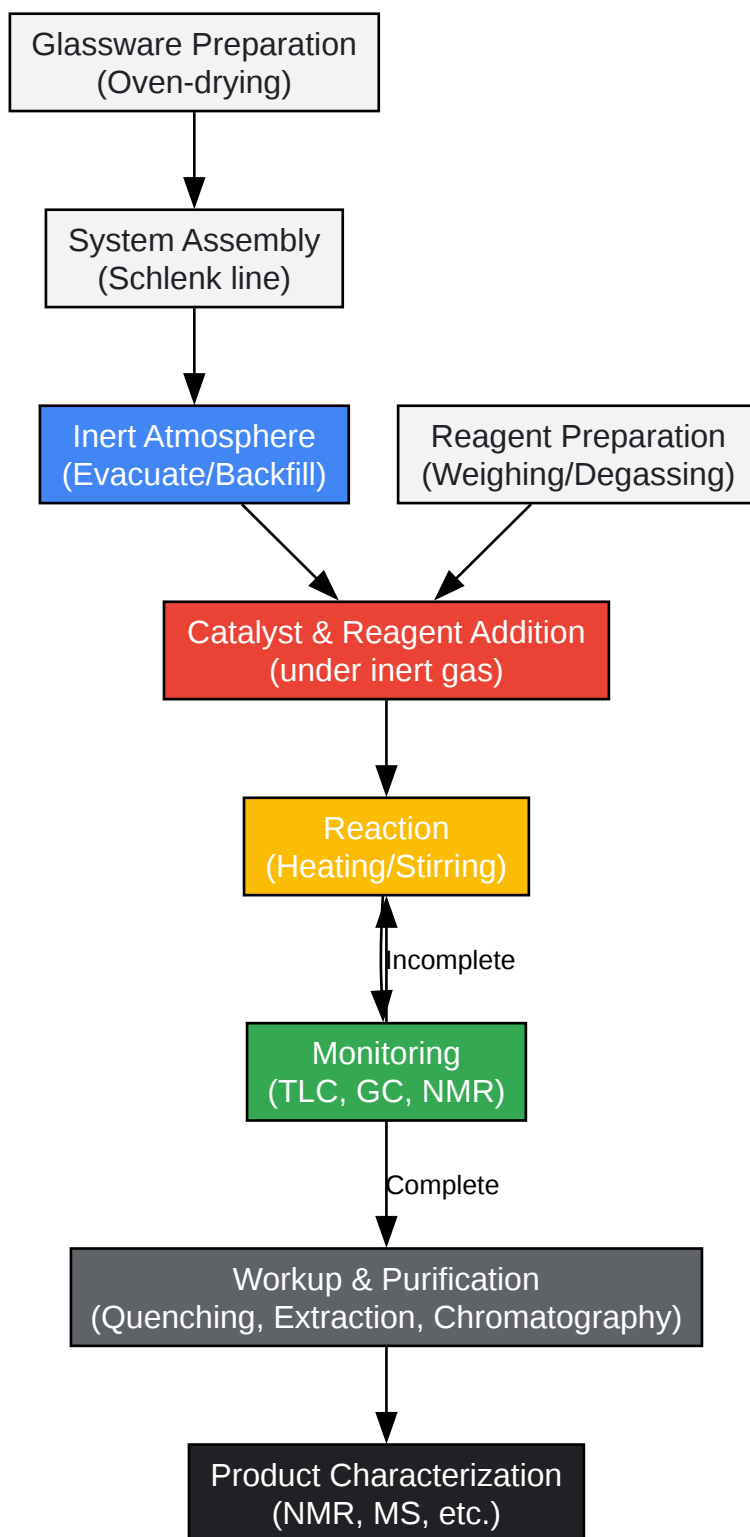 Glassware Preparation
(Oven-drying)
System Assembly
(Schlenk line)
Inert Atmosphere
(Evacuate/Backfill)
Reagent Preparation
(Weighing/Degassing)
Catalyst & Reagent Addition
(under inert gas)
Reaction
(Heating/Stirring)
Incomplete
Monitoring
(TLC, GC, NMR)
Complete
Workup & Purification
(Quenching, Extraction, Chromatography)
Product Characterization
(NMR, MS, etc.)